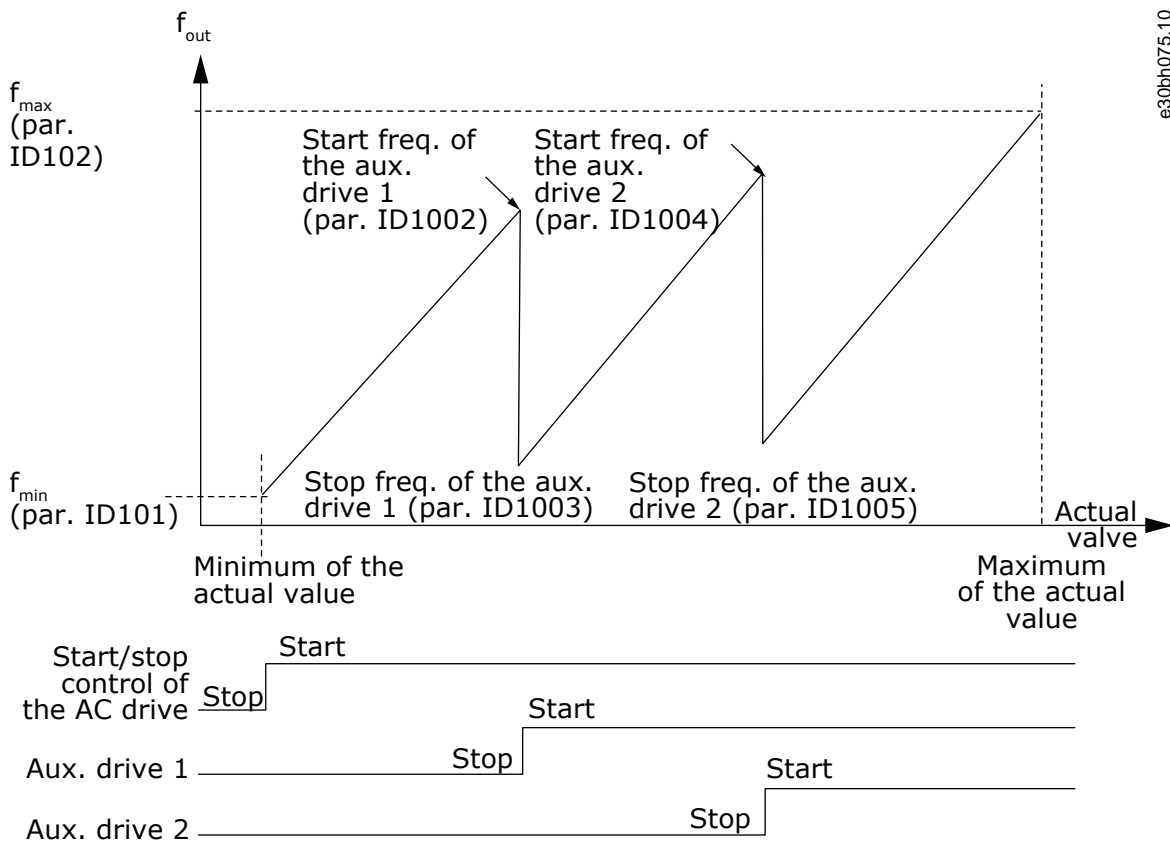 f_out
e30bh075.10
f_max
(par.
ID102)
Start freq. of
the aux.
drive 1
(par. ID1002)
Start freq. of
the aux.
drive 2
(par. ID1004)
f_min
(par. ID101)
Stop freq. of the aux.
drive 1 (par. ID1003)
Stop freq. of the aux.
drive 2 (par. ID1005)
Actual
valve
Minimum of the
actual value
Maximum
of the actual
value
Start/stop
control of
the AC drive
Stop
Start
Aux. drive 1
Stop
Start
Aux. drive 2
Stop
Start